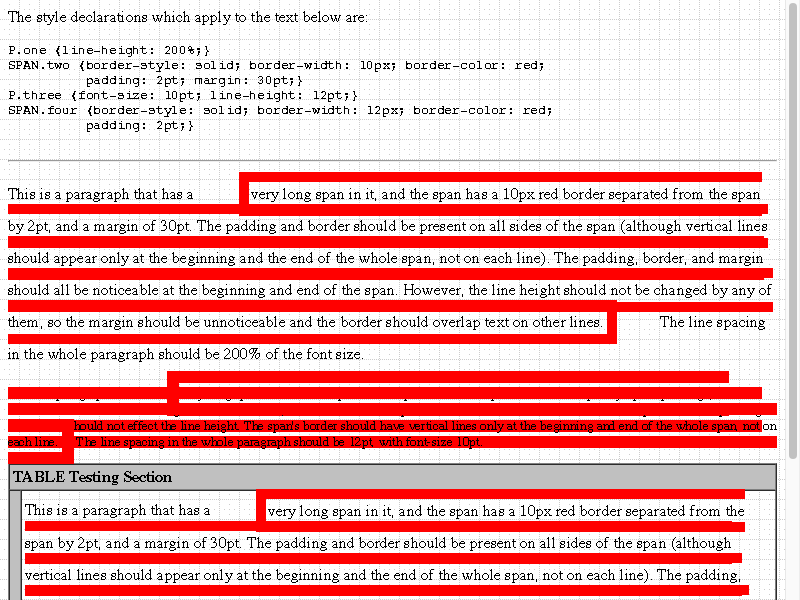 The style declarations which apply to the text below are:
P.one {line-height: 200%;}
SPAN.two {border-style: solid; border-width: 10px; border-color: red;
padding: 2pt; margin: 30pt;}
P.three {font-size: 10pt; line-height: 12pt;}
SPAN.four {border-style: solid; border-width: 12px; border-color: red;
padding: 2pt;}
This is a paragraph that has a very long span in it, and the span has a 10px red border separated from the span
by 2pt, and a margin of 30pt. The padding and border should be present on all sides of the span (although vertical lines
should appear only at the beginning and the end of the whole span, not on each line). The padding, border, and margin
should all be noticeable at the beginning and end of the span. However, the line height should not be changed by any of
them, so the margin should be unnoticeable and the border should overlap text on other lines. The line spacing
in the whole paragraph should be 200% of the font size.
should not effect the line height. The span's border should have vertical lines only at the beginning and end of the whole span, not on
each line. The line spacing in the whole paragraph should be 12pt, with font-size 10pt.
TABLE Testing Section
This is a paragraph that has a very long span in it, and the span has a 10px red border separated from the
span by 2pt, and a margin of 30pt. The padding and border should be present on all sides of the span (although
vertical lines should appear only at the beginning and the end of the whole span, not on each line). The padding,